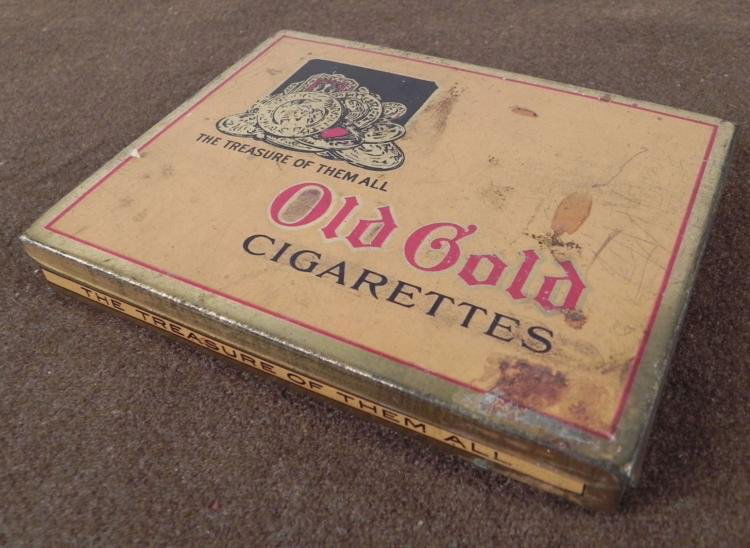 THE TREASURE OF THEM ALL
Old Gold
CIGARETTES
THE TREASURE OF THEM ALL